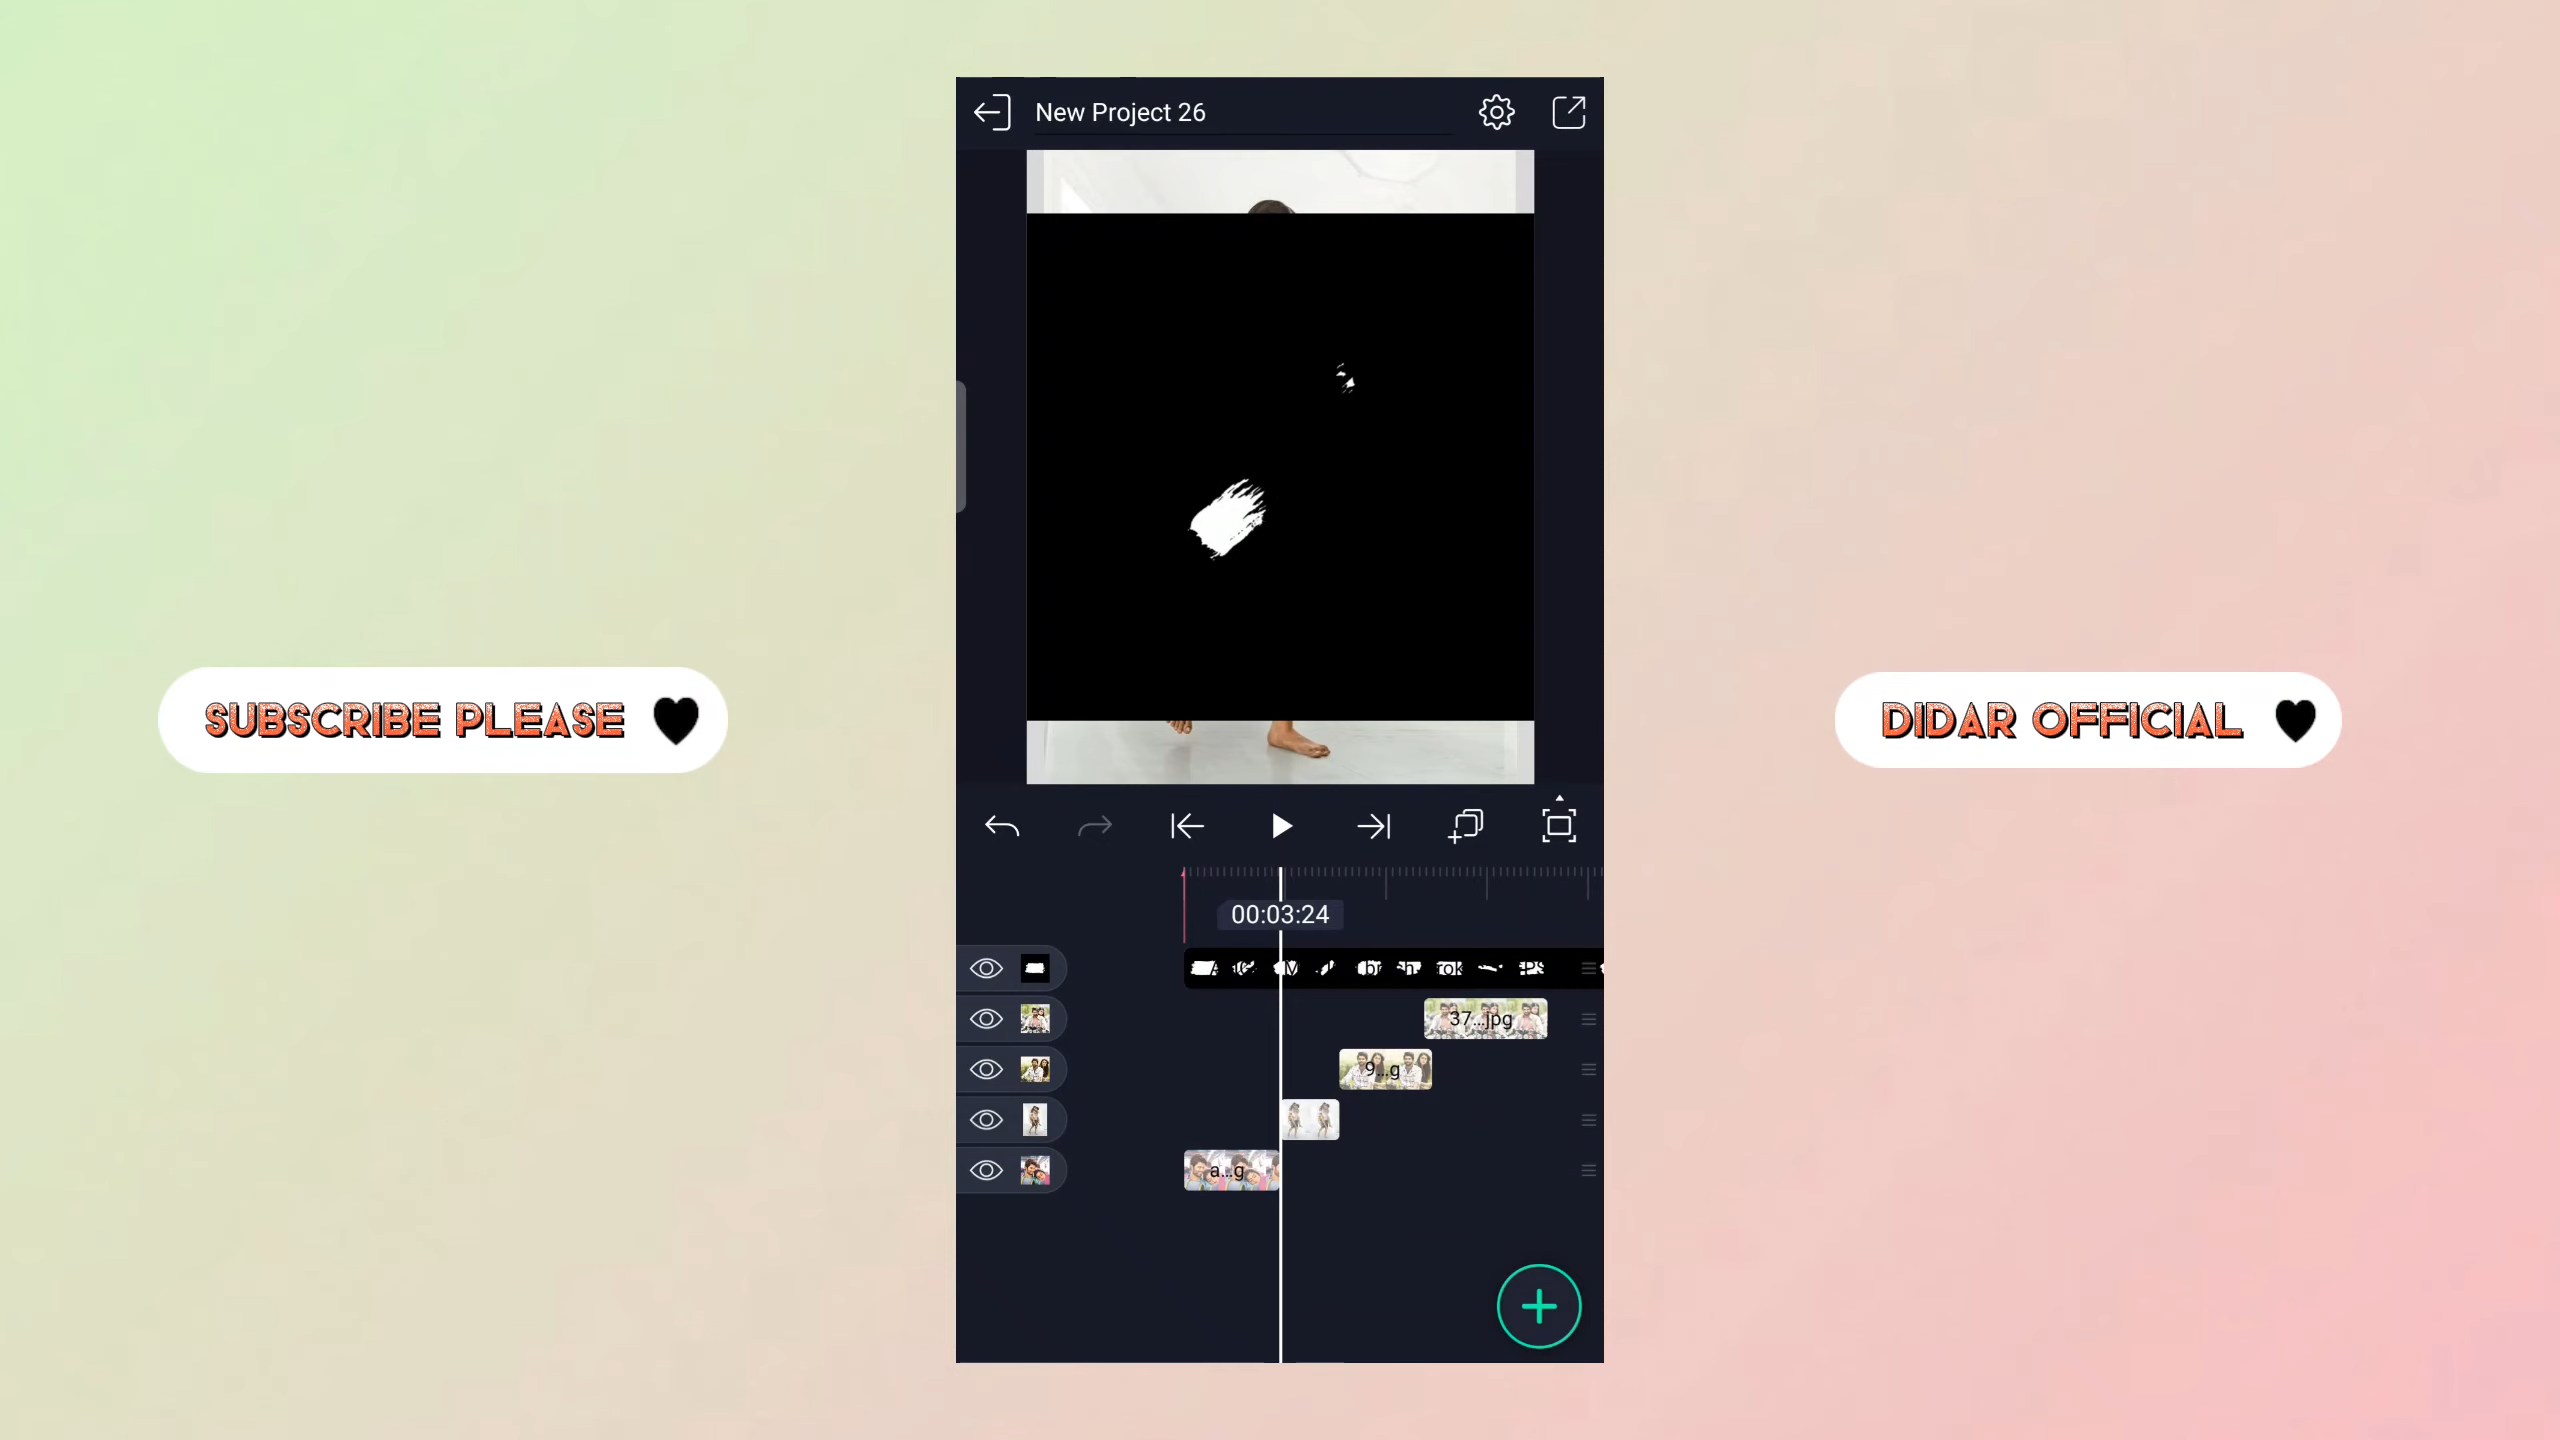 New Project 26
SUBSCRIBE PLEASE
DIDAR OFFICIAL
00:03:24
37...jpg
9...g
a...g